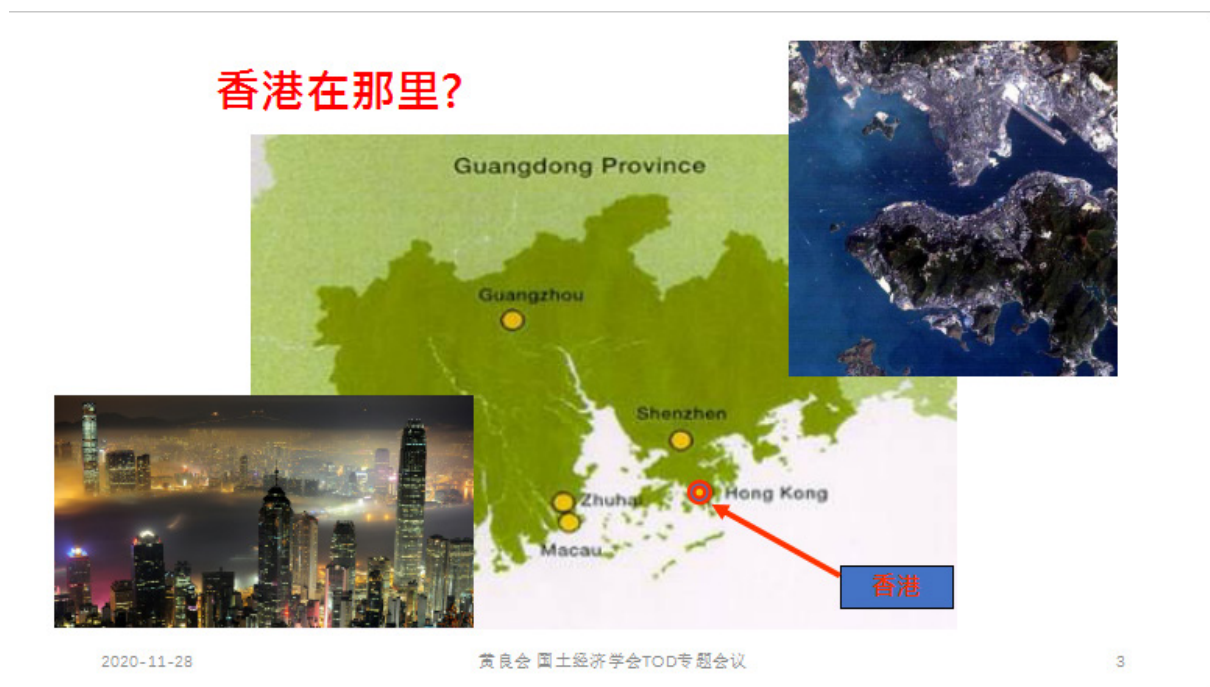 香港在那里?
Guangdong Province
Guangzhou
Shenzhen
Zhuhai
Hong Kong
Macau
香港
2020-11-28
黄良会 国土经济学会TOD专题会议
3